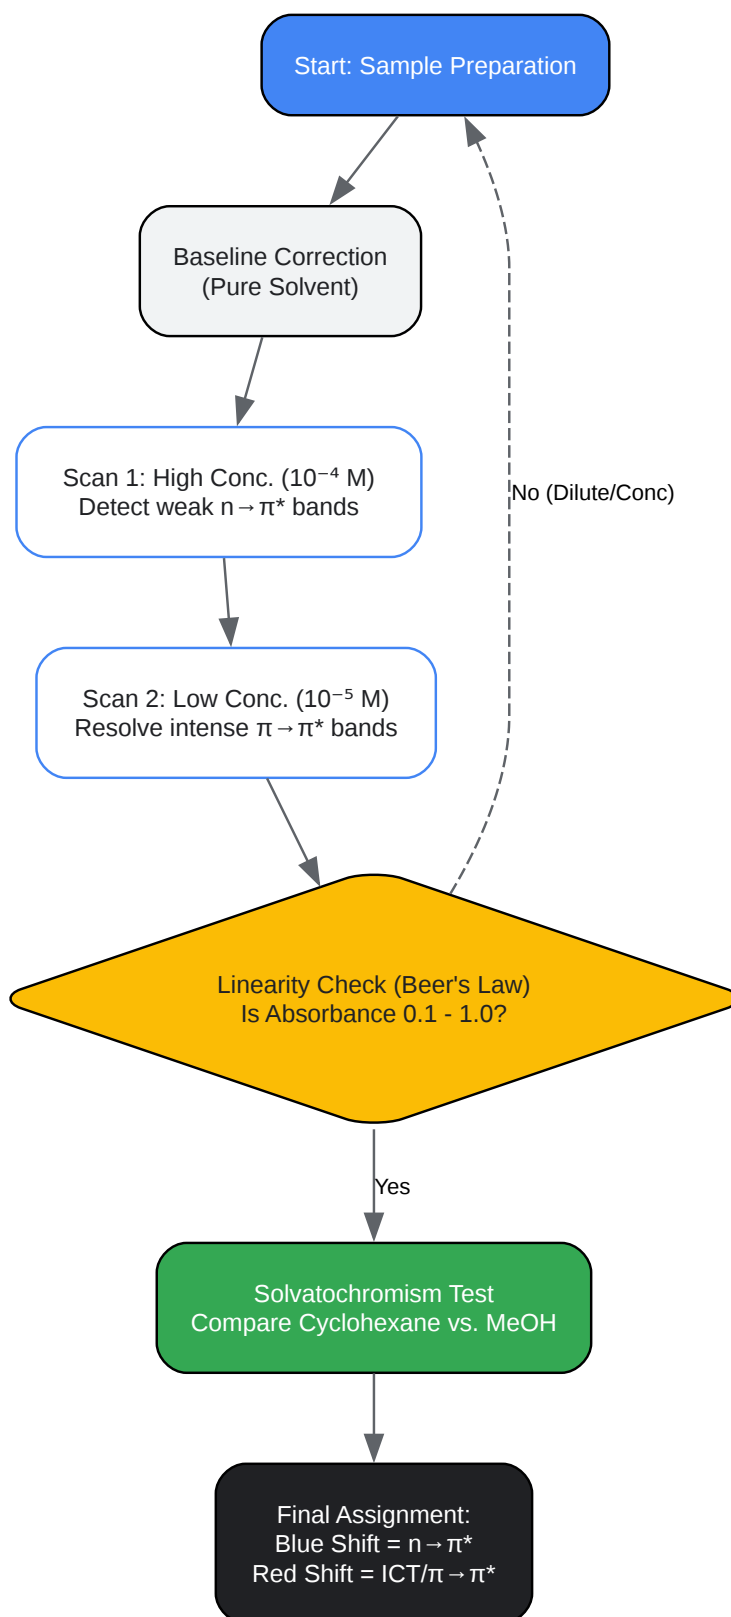 Start: Sample Preparation
Baseline Correction
(Pure Solvent)
Scan 1: High Conc. (10⁻⁴ M)
Detect weak n→π* bands
No (Dilute/Conc)
Scan 2: Low Conc. (10⁻⁵ M)
Resolve intense π→π* bands
Linearity Check (Beer's Law)
Is Absorbance 0.1 - 1.0?
Yes
Solvatochromism Test
Compare Cyclohexane vs. MeOH
Final Assignment:
Blue Shift = n→π*
Red Shift = ICT/π→π*